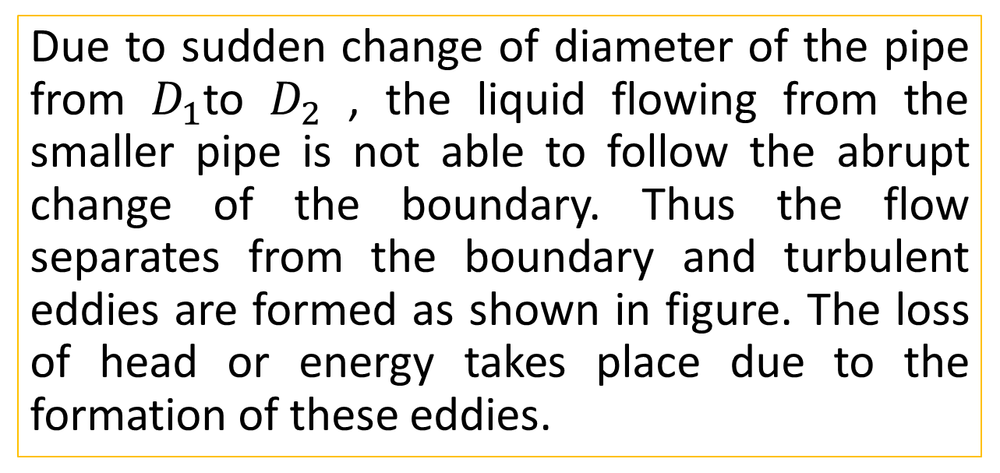 Due to sudden change of diameter of the pipe
from D₁to D₂ , the liquid flowing from the
smaller pipe is not able to follow the abrupt
change of the boundary. Thus the flow
separates from the boundary and turbulent
eddies are formed as shown in figure. The loss
of head or energy takes place due to the
formation of these eddies.